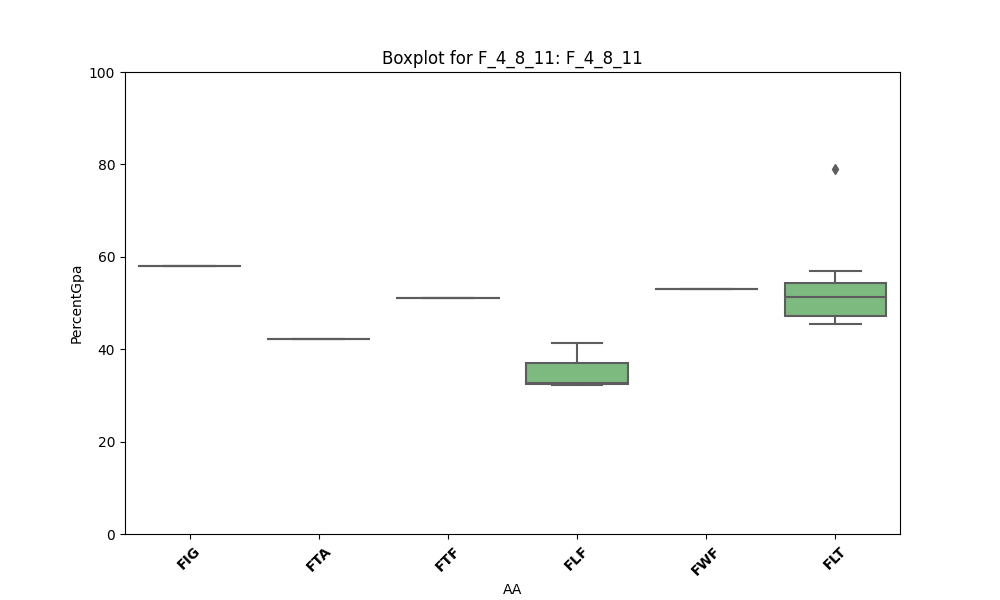 Boxplot for F_4_8_11: F_4_8_11
100
80
60
40
20
0
PercentGpa
FIG
FTA
FTF
FLF
FWF
FLT
AA